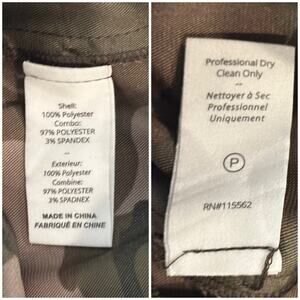 Shell:
100% Polyester
Combo:
97% POLYESTER
3% SPANDEX
--
Exterieur:
100% Polyester
Combine:
97% POLYESTER
3% SPADNEX
MADE IN CHINA
FABRIQUÉ EN CHINE
Professional Dry
Clean Only
--
Nettoyer à Sec
Professionnel
Uniquement
P
RN#115562